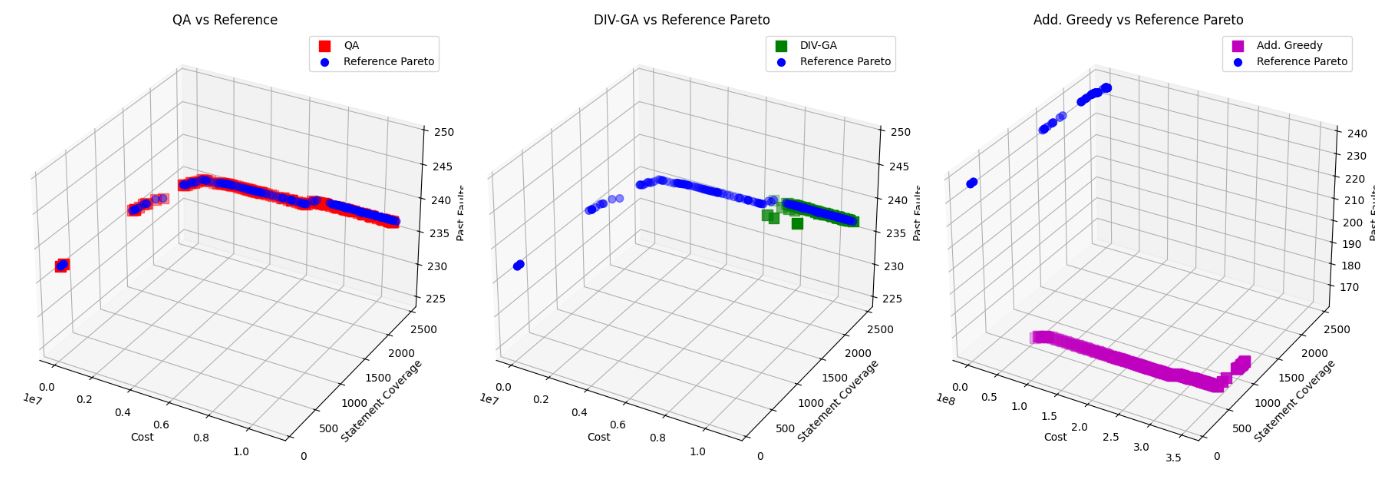 QA vs Reference
QA
Reference Pareto
250
245
240
235
230
225
Past Faults
2500
2000
1500
1000
500
0
Statement Coverage
0.0
0.2
0.4
0.6
0.8
1.0
1e7
Cost
DIV-GA vs Reference Pareto
DIV-GA
Reference Pareto
250
245
240
235
230
225
Past Faults
2500
2000
1500
1000
500
0
Statement Coverage
0.0
0.2
0.4
0.6
0.8
1.0
1e7
Cost
Add. Greedy vs Reference Pareto
Add. Greedy
Reference Pareto
240
230
220
210
200
190
180
170
Past Faults
2500
2000
1500
1000
500
0
Statement Coverage
0.0
0.5
1.0
1.5
2.0
2.5
3.0
3.5
1e8
Cost